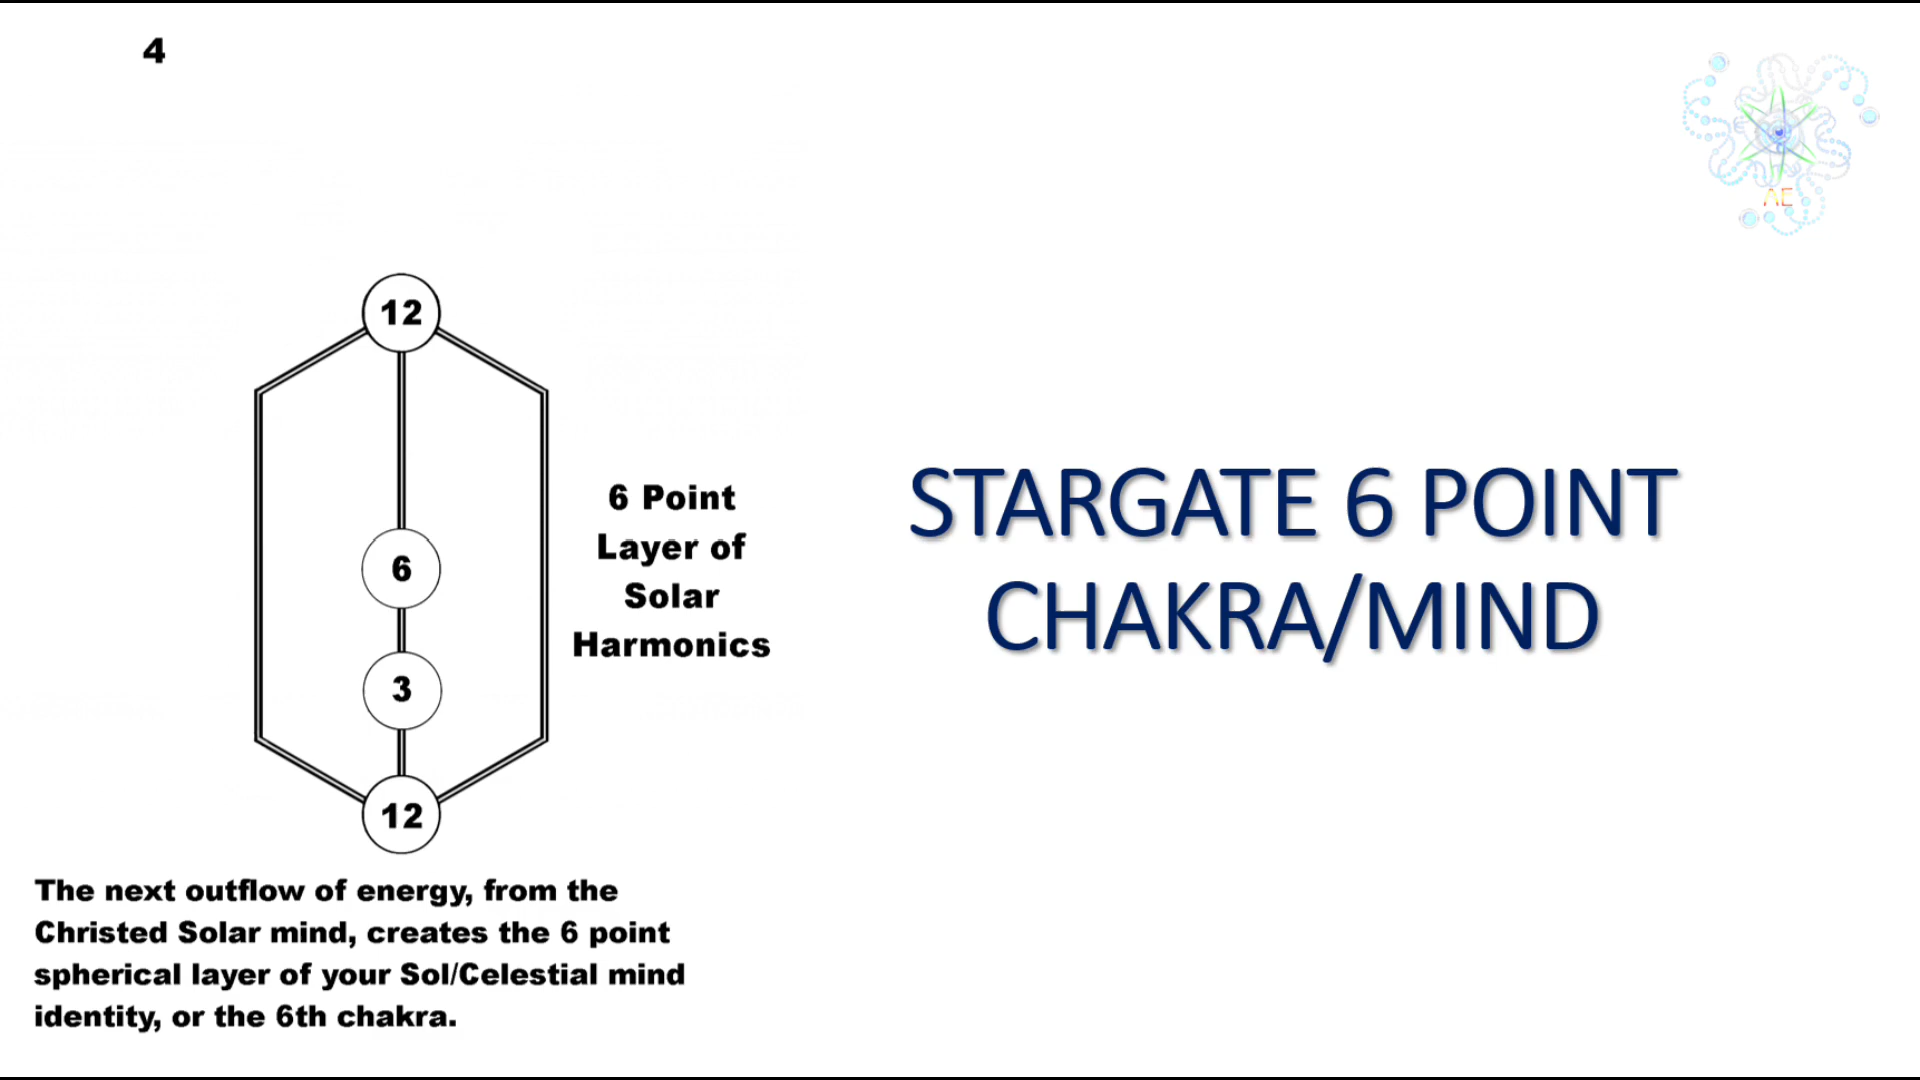 4
12
6
3
12
6 Point
Layer of
Solar
Harmonics
The next outflow of energy, from the
Christed Solar mind, creates the 6 point
spherical layer of your Sol/Celestial mind
identity, or the 6th chakra.
STARGATE 6 POINT
CHAKRA/MIND
ΛE